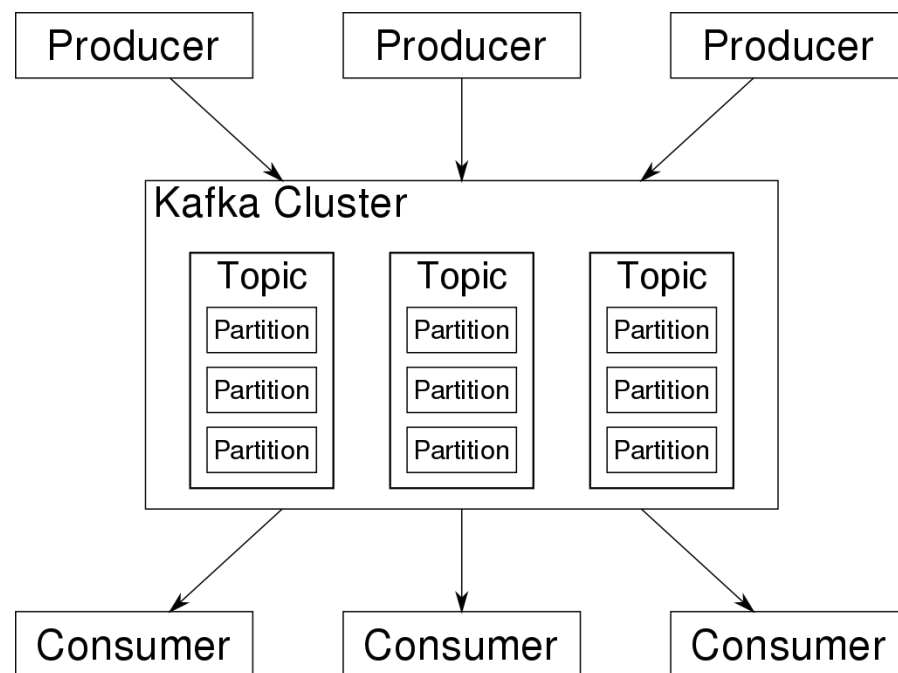 Producer Producer Producer
Kafka Cluster
Topic Topic Topic
Partition Partition Partition
Partition Partition Partition
Partition Partition Partition
Consumer Consumer Consumer